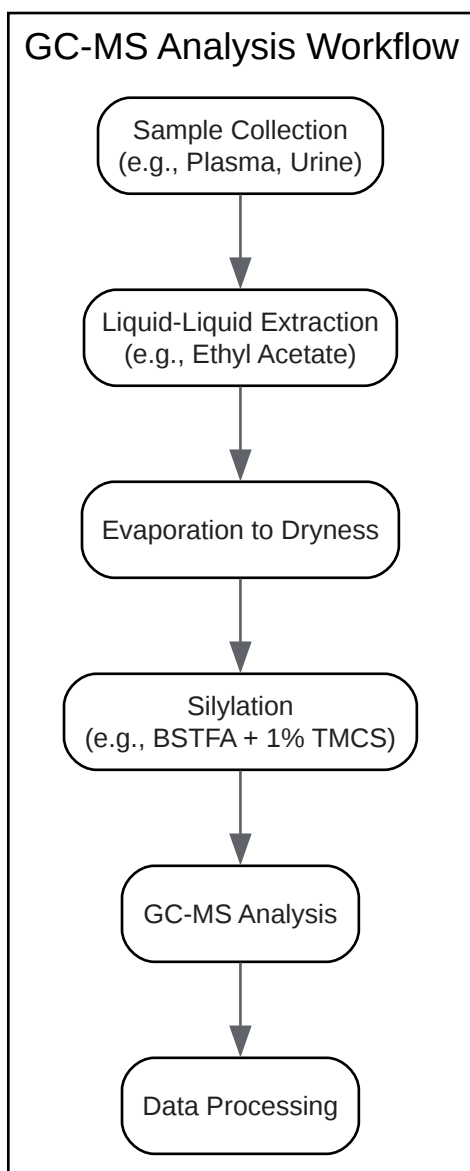 GC-MS Analysis Workflow
Sample Collection
(e.g., Plasma, Urine)
Liquid-Liquid Extraction
(e.g., Ethyl Acetate)
Evaporation to Dryness
Silylation
(e.g., BSTFA + 1% TMCS)
GC-MS Analysis
Data Processing